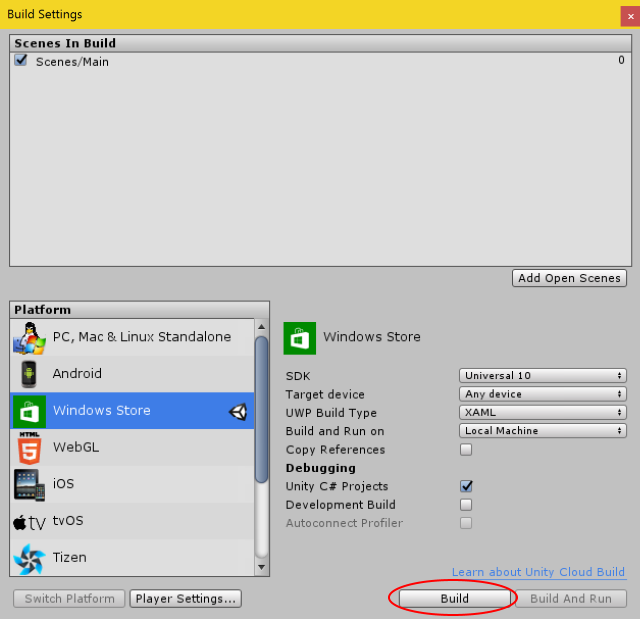 Build Settings
Scenes In Build
Scenes/Main 0
Add Open Scenes
Platform
PC, Mac & Linux Standalone
Android
Windows Store
HTML
5
WebGL
iOS
tv
tvOS
Tizen
Windows Store
SDK Universal 10
Target device Any device
UWP Build Type XAML
Build and Run on Local Machine
Copy References
Debugging
Unity C# Projects
Development Build
Autoconnect Profiler
Learn about Unity Cloud Build
Switch Platform Player Settings... Build Build And Run